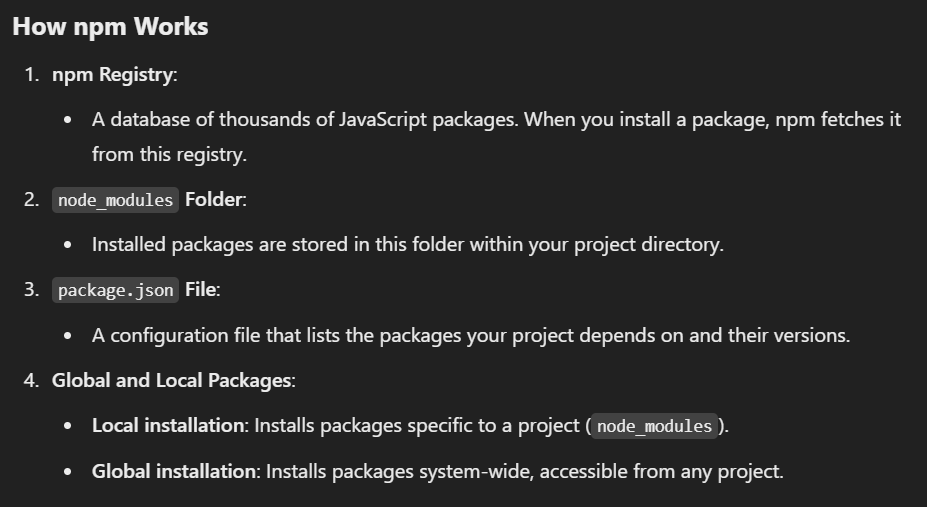 How npm Works
1. npm Registry:
• A database of thousands of JavaScript packages. When you install a package, npm fetches it
from this registry.
2. node_modules Folder:
• Installed packages are stored in this folder within your project directory.
3. package.json File:
• A configuration file that lists the packages your project depends on and their versions.
4. Global and Local Packages:
• Local installation: Installs packages specific to a project (node_modules).
• Global installation: Installs packages system-wide, accessible from any project.